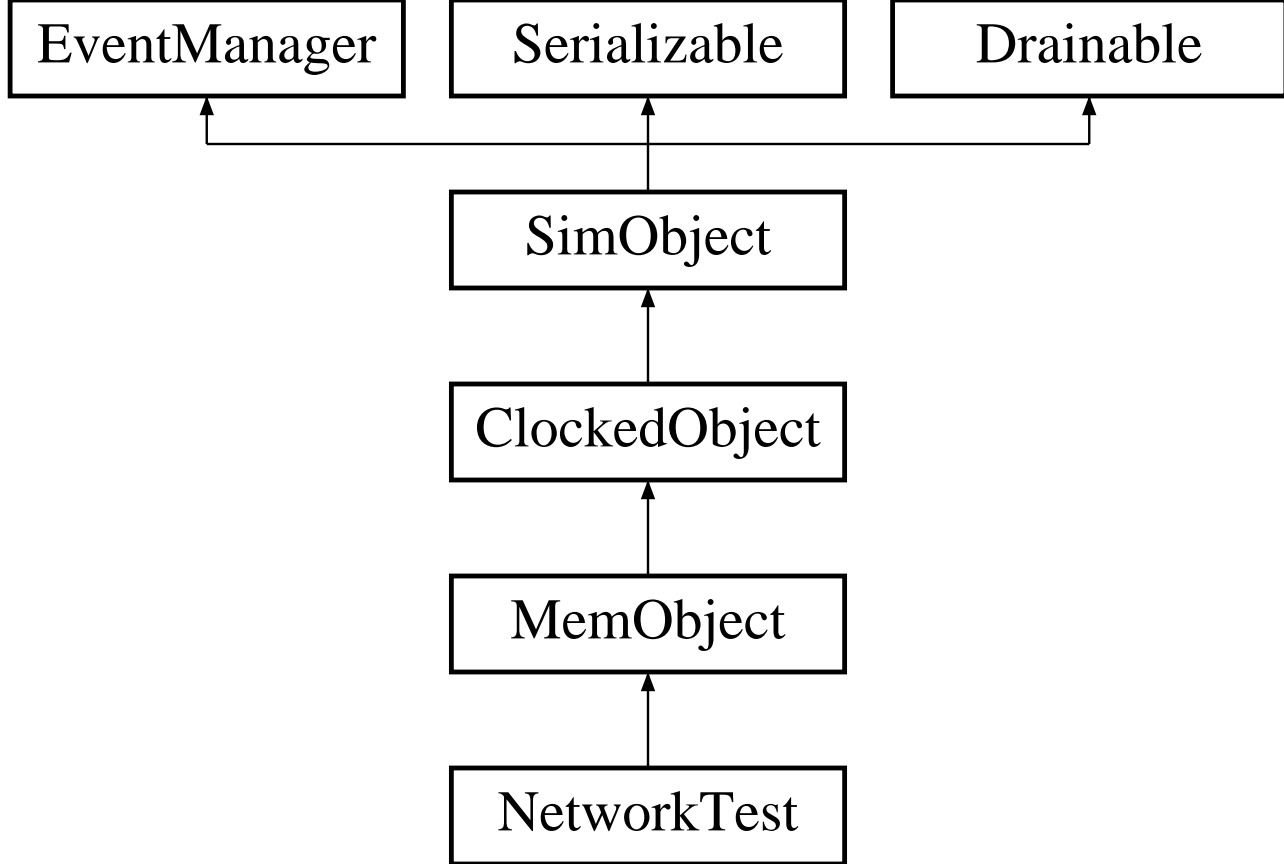 EventManager Serializable Drainable
SimObject
ClockedObject
MemObject
NetworkTest